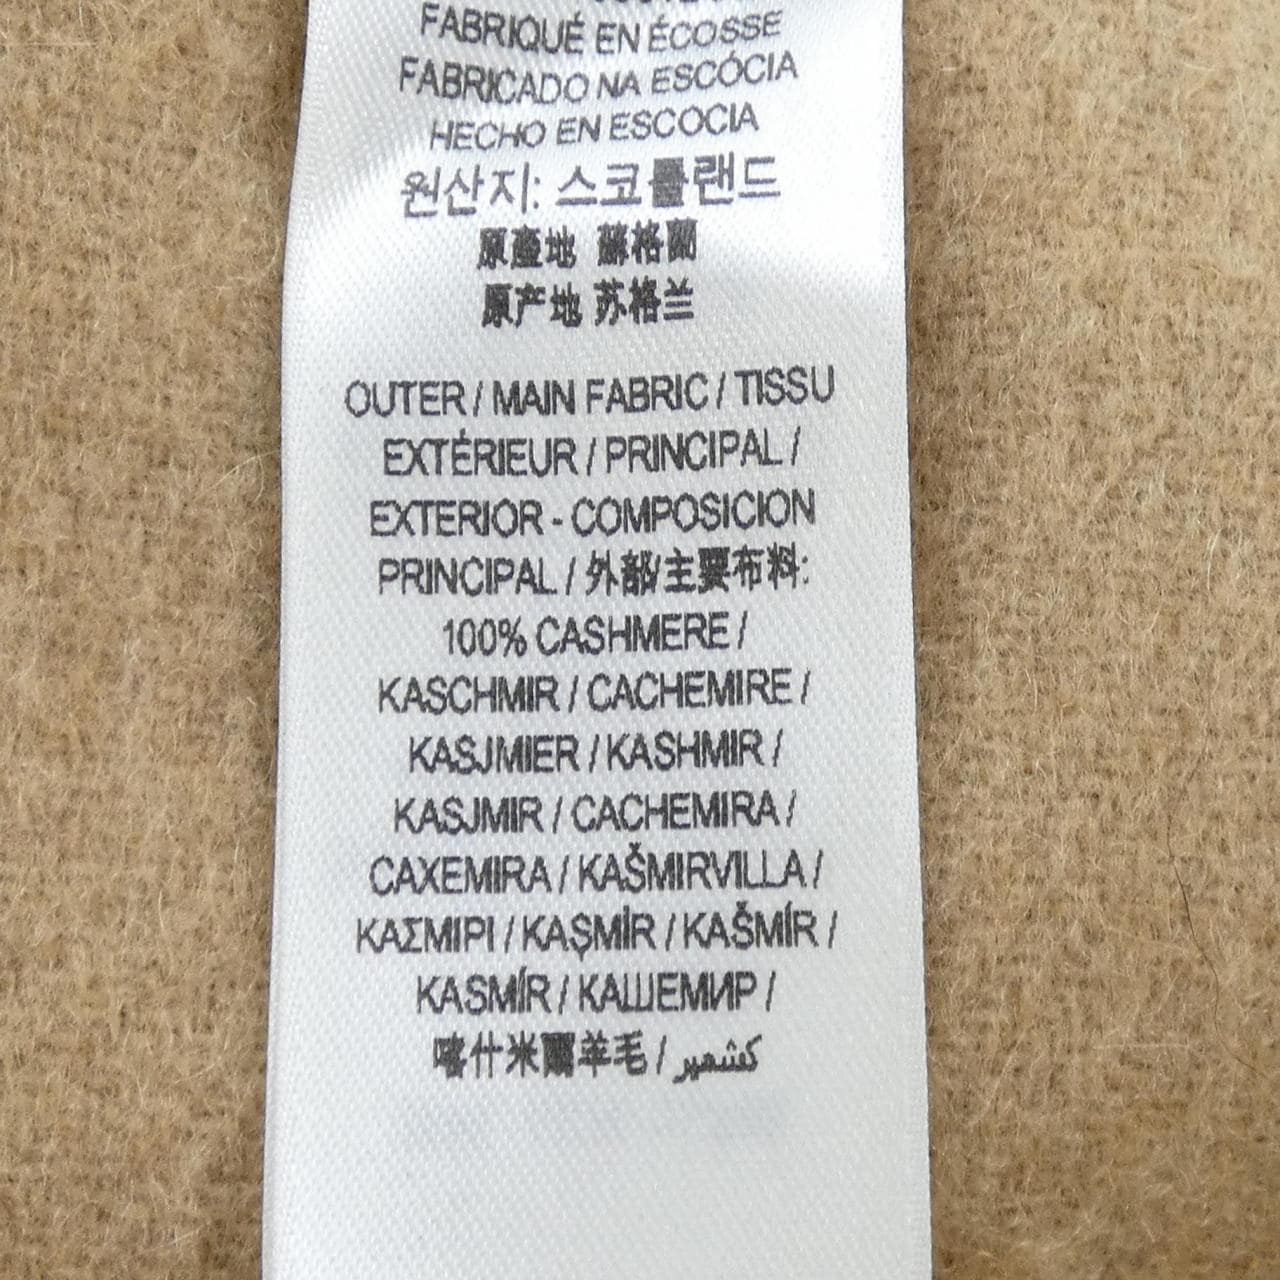 FABRIQUÉ EN ÉCOSSE
FABRICADO NA ESCÓCIA
HECHO EN ESCOCIA
원산지: 스코틀랜드
原產地 蘇格蘭
原产地 苏格兰
OUTER / MAIN FABRIC / TISSU
EXTÉRIEUR / PRINCIPAL /
EXTERIOR - COMPOSICION
PRINCIPAL / 外部/主要布料:
100% CASHMERE /
KASCHMIR / CACHEMIRE /
KASJMIER / KASHMIR /
KASJMIR / CACHEMIRA /
CAXEMIRA / KAŠMIRVILLA /
ΚΑΣΜΙΡΙ / KAŞMİR / KAŠMÍR /
KASMÍR / КАШЕМИР /
喀什米爾羊毛 / كشمير